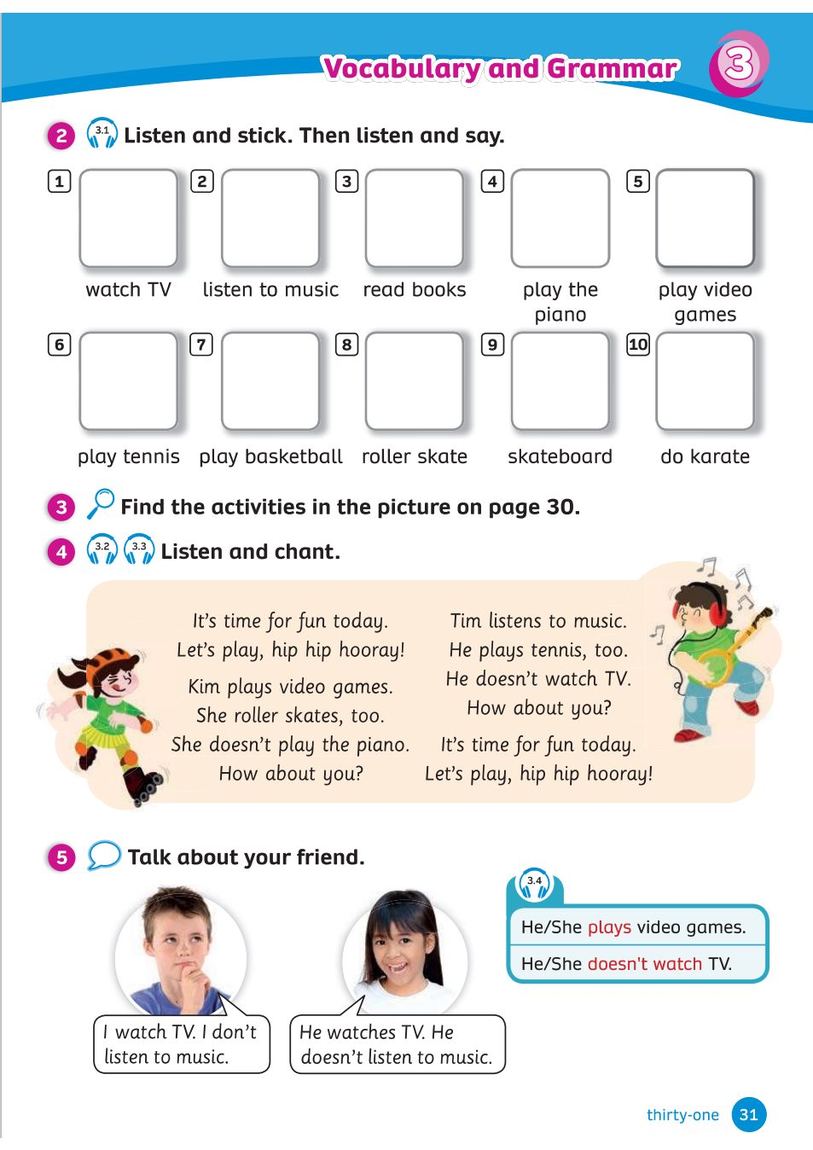 Vocabulary and Grammar 3
2 3.1 Listen and stick. Then listen and say.
1 2 3 4 5
watch TV listen to music read books play the piano play video games
6 7 8 9 10
play tennis play basketball roller skate skateboard do karate
3 Find the activities in the picture on page 30.
4 3.2 3.3 Listen and chant.
It's time for fun today.
Let's play, hip hip hooray!
Kim plays video games.
She roller skates, too.
She doesn't play the piano.
How about you?
Tim listens to music.
He plays tennis, too.
He doesn't watch TV.
How about you?
It's time for fun today.
Let's play, hip hip hooray!
5 Talk about your friend.
I watch TV. I don't
listen to music.
He watches TV. He
doesn't listen to music.
3.4
He/She plays video games.
He/She doesn't watch TV.
thirty-one 31